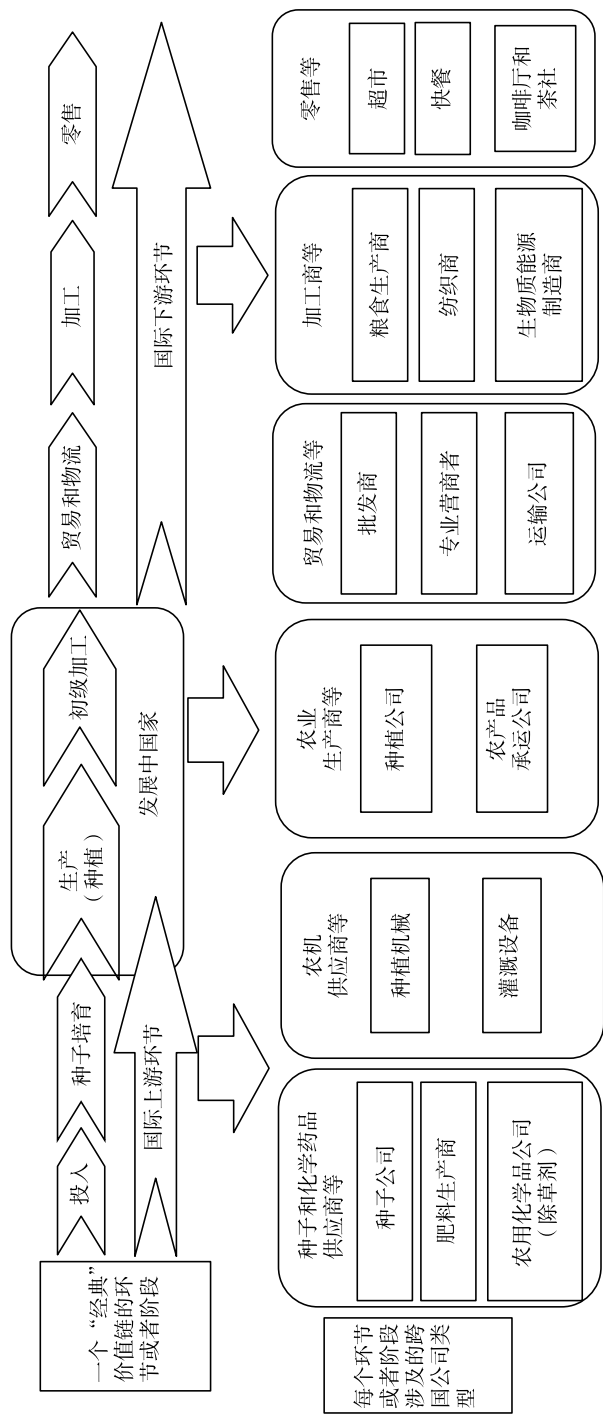 一个“经典”
价值链的环
节或者阶段
投入
种子培育
生产
（种植）
初级加工
贸易和物流
加工
零售
国际上游环节
发展中国家
国际下游环节
每个环节
或者阶段
涉及的跨
国公司类
型
种子和化学药品
供应商等
种子公司
肥料生产商
农用化学品公司
（除草剂）
农机
供应商等
种植机械
灌溉设备
农业
生产商等
种植公司
农产品
承运公司
贸易和物流等
批发商
专业营商者
运输公司
加工商等
粮食生产商
纺织商
生物质能源
制造商
零售等
超市
快餐
咖啡厅和
茶社